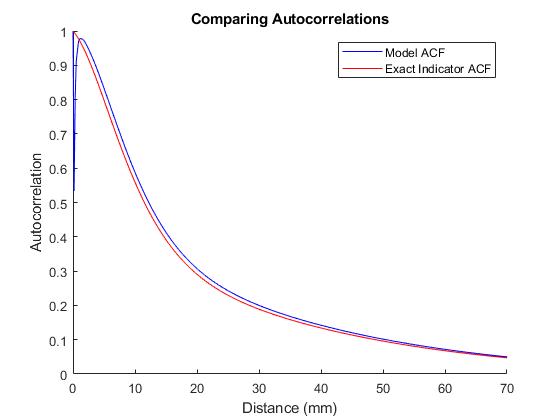 Comparing Autocorrelations
Model ACF
Exact Indicator ACF
Autocorrelation
1
0.9
0.8
0.7
0.6
0.5
0.4
0.3
0.2
0.1
0
0 10 20 30 40 50 60 70
Distance (mm)